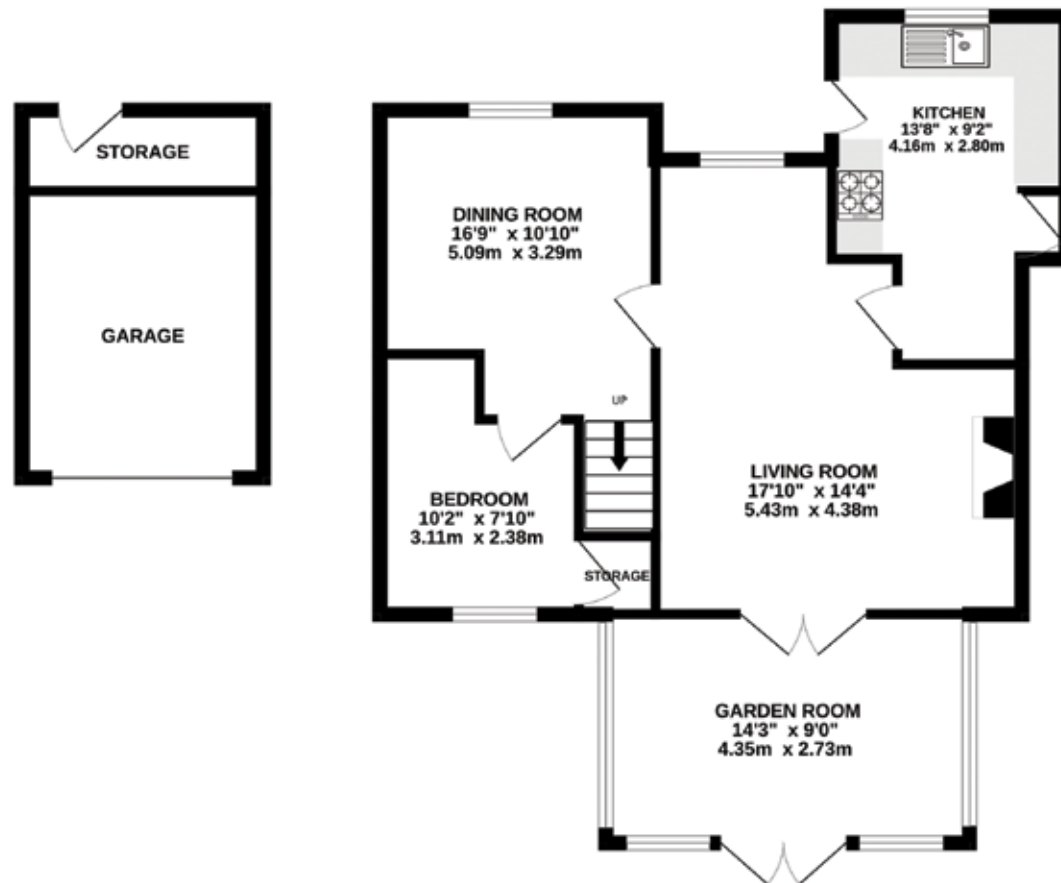 STORAGE
GARAGE
DINING ROOM
16'9" x 10'10"
5.09m x 3.29m
KITCHEN
13'8" x 9'2"
4.16m x 2.80m
UP
BEDROOM
10'2" x 7'10"
3.11m x 2.38m
STORAGE
LIVING ROOM
17'10" x 14'4"
5.43m x 4.38m
GARDEN ROOM
14'3" x 9'0"
4.35m x 2.73m